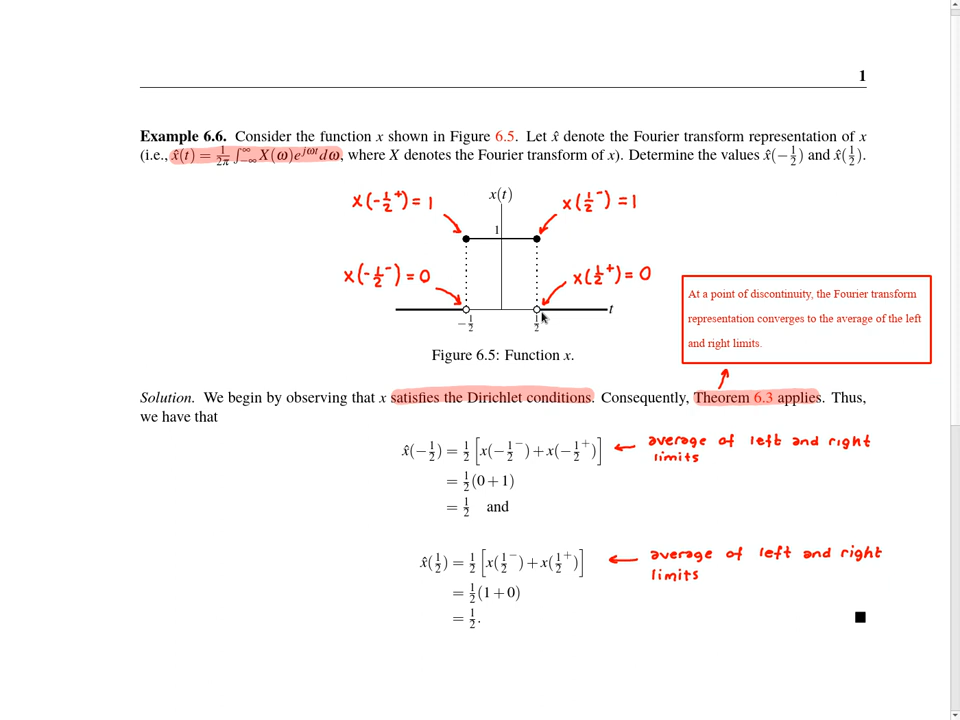 1
Example 6.6. Consider the function x shown in Figure 6.5. Let x̂ denote the Fourier transform representation of x
(i.e., x̂(t) = 1/2π ∫_{−∞}^{∞} X(ω)e^{jωt}dω, where X denotes the Fourier transform of x). Determine the values x̂(−1/2) and x̂(1/2).
x(-1/2⁺) = 1
x(t)
x(1/2⁻) = 1
1
x(-1/2⁻) = 0
x(1/2⁺) = 0
−1/2
1/2
t
At a point of discontinuity, the Fourier transform
representation converges to the average of the left
and right limits.
Figure 6.5: Function x.
Solution. We begin by observing that x satisfies the Dirichlet conditions. Consequently, Theorem 6.3 applies. Thus,
we have that
x̂(−1/2) = 1/2 [x(−1/2⁻) + x(−1/2⁺)]
average of left and right
limits
= 1/2(0 + 1)
= 1/2 and
x̂(1/2) = 1/2 [x(1/2⁻) + x(1/2⁺)]
average of left and right
limits
= 1/2(1 + 0)
= 1/2.